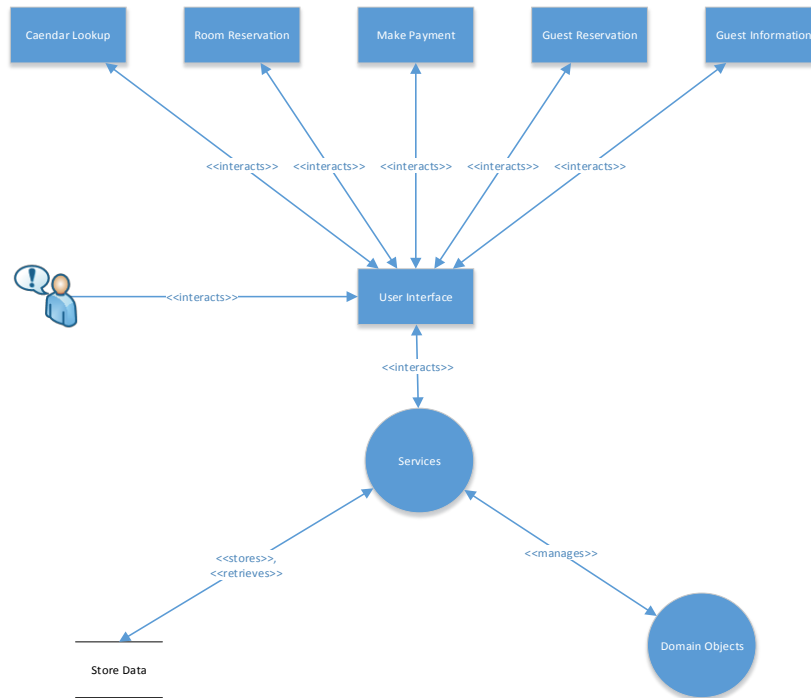 Caendar Lookup
Room Reservation
Make Payment
Guest Reservation
Guest Information
<<interacts>>
<<interacts>>
<<interacts>>
<<interacts>>
<<interacts>>
!
<<interacts>>
User Interface
<<interacts>>
Services
<<stores>>,
<<retrieves>>
<<manages>>
Store Data
Domain Objects